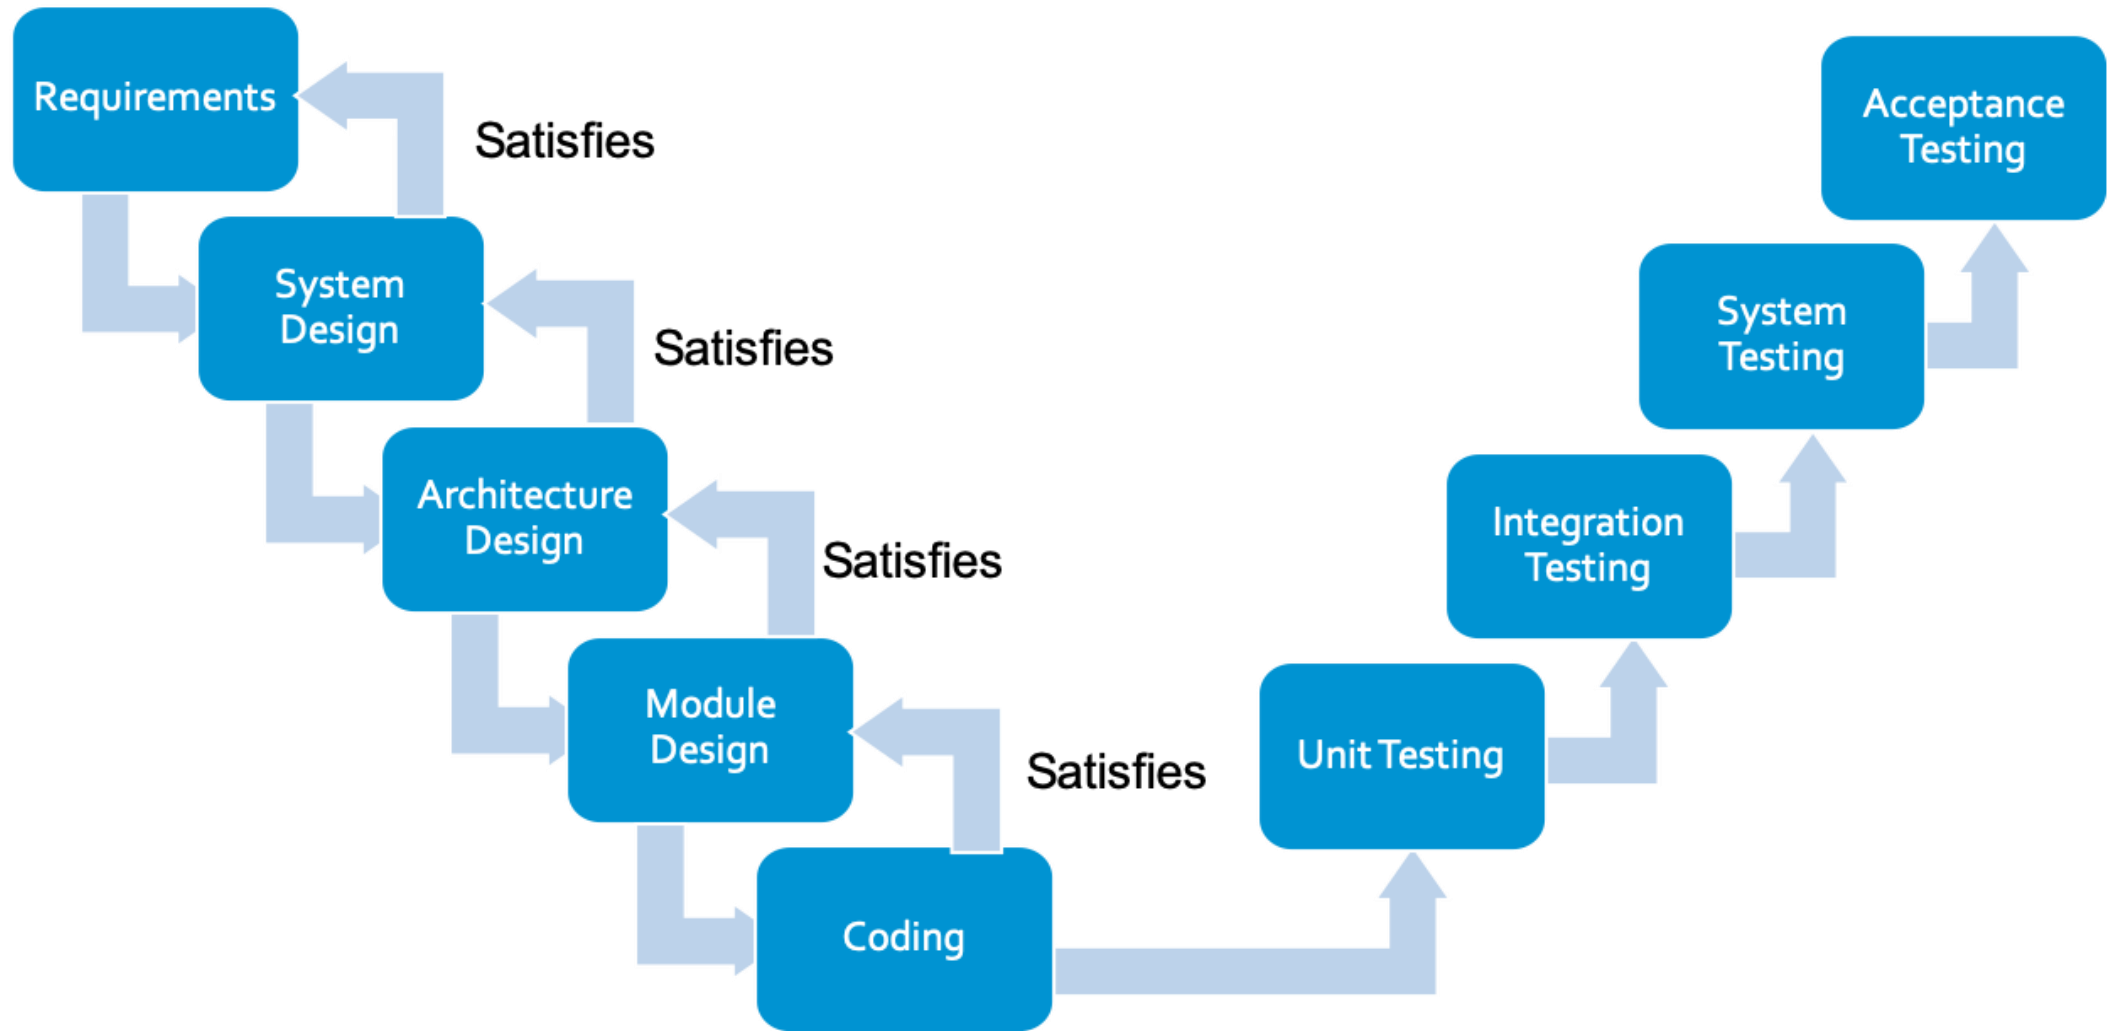 Requirements
Satisfies
System
Design
Satisfies
Architecture
Design
Satisfies
Module
Design
Satisfies
Coding
Unit Testing
Integration
Testing
System
Testing
Acceptance
Testing